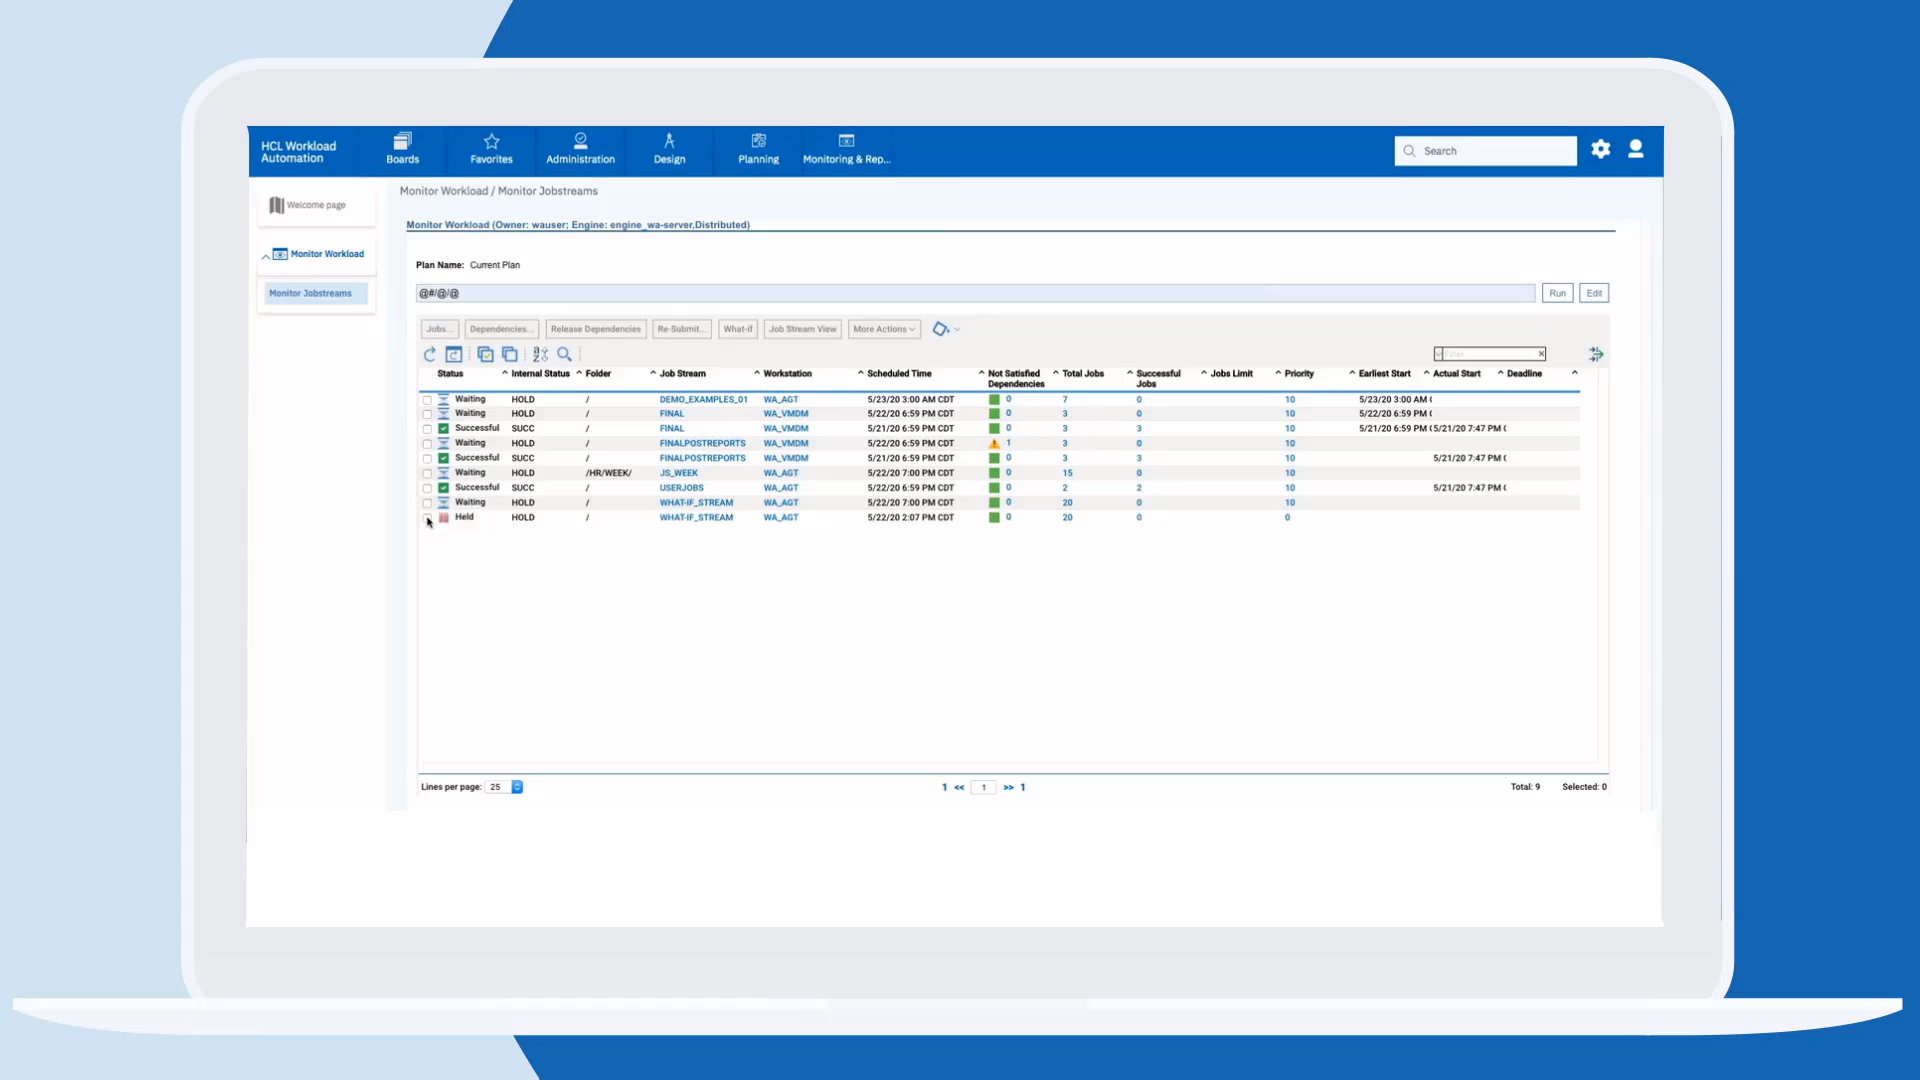 HCL Workload Automation
Boards
Favorites
Administration
Design
Planning
Monitoring & Rep...
Search
Welcome page
Monitor Workload
Monitor Jobstreams
Monitor Workload / Monitor Jobstreams
Monitor Workload (Owner: wauser; Engine: engine_wa-server,Distributed)
Plan Name: Current Plan
@#/@/@
Run
Edit
Jobs...
Dependencies...
Release Dependencies
Re-Submit...
What-if
Job Stream View
More Actions
Filter
Status Internal Status Folder Job Stream Workstation Scheduled Time Not Satisfied Dependencies Total Jobs Successful Jobs Jobs Limit Priority Earliest Start Actual Start Deadline
Waiting HOLD / DEMO_EXAMPLES_01 WA_AGT 5/23/20 3:00 AM CDT 0 7 0 10 5/23/20 3:00 AM (
Waiting HOLD / FINAL WA_VMDM 5/22/20 6:59 PM CDT 0 3 0 10 5/22/20 6:59 PM (
Successful SUCC / FINAL WA_VMDM 5/21/20 6:59 PM CDT 0 3 3 10 5/21/20 6:59 PM ( 5/21/20 7:47 PM (
Waiting HOLD / FINALPOSTREPORTS WA_VMDM 5/22/20 6:59 PM CDT 1 3 0 10
Successful SUCC / FINALPOSTREPORTS WA_VMDM 5/21/20 6:59 PM CDT 0 3 3 10 5/21/20 7:47 PM (
Waiting HOLD /HR/WEEK/ JS_WEEK WA_AGT 5/22/20 7:00 PM CDT 0 15 0 10
Successful SUCC / USERJOBS WA_AGT 5/22/20 6:59 PM CDT 0 2 2 10 5/21/20 7:47 PM (
Waiting HOLD / WHAT-IF_STREAM WA_AGT 5/22/20 7:00 PM CDT 0 20 0 10
Held HOLD / WHAT-IF_STREAM WA_AGT 5/22/20 2:07 PM CDT 0 20 0 0
Lines per page: 25
1 << 1 >> 1
Total: 9 Selected: 0